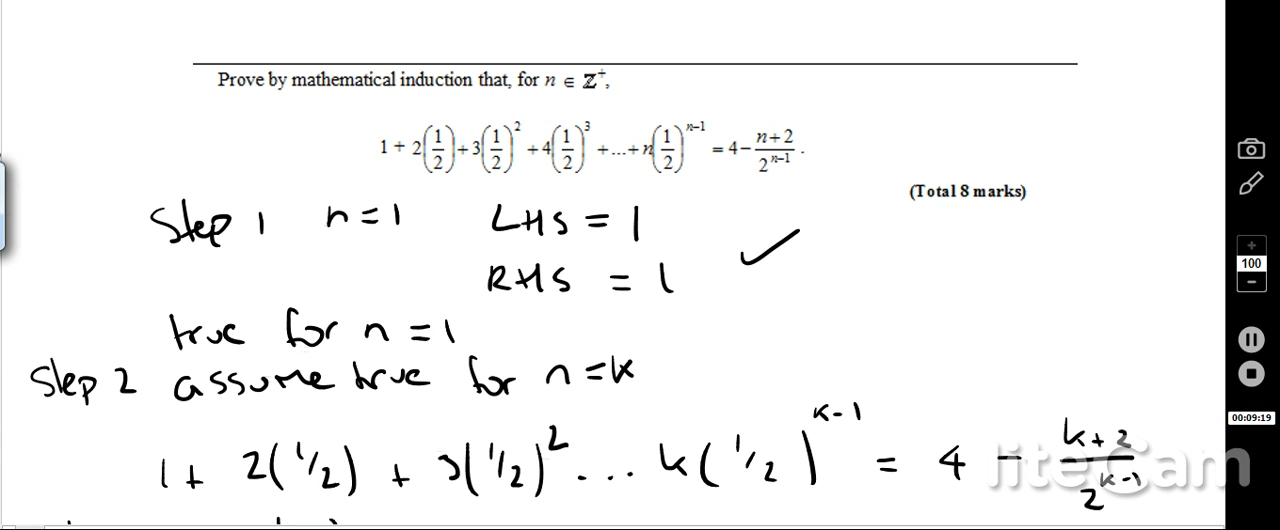 Prove by mathematical induction that, for n ∈ ℤ⁺,
1 + 2(1/2) + 3(1/2)² + 4(1/2)³ + ... + n(1/2)ⁿ⁻¹ = 4 − (n+2)/2ⁿ⁻¹ .
(Total 8 marks)
Step 1 n = 1 LHS = 1
RHS = 1 ✓
true for n = 1
Step 2 assume true for n = k
1 + 2(1/2) + 3(1/2)² ... k(1/2)ᵏ⁻¹ = 4 − (k+2)/2ᵏ⁻¹
liteCam
+
100
−
00:09:19